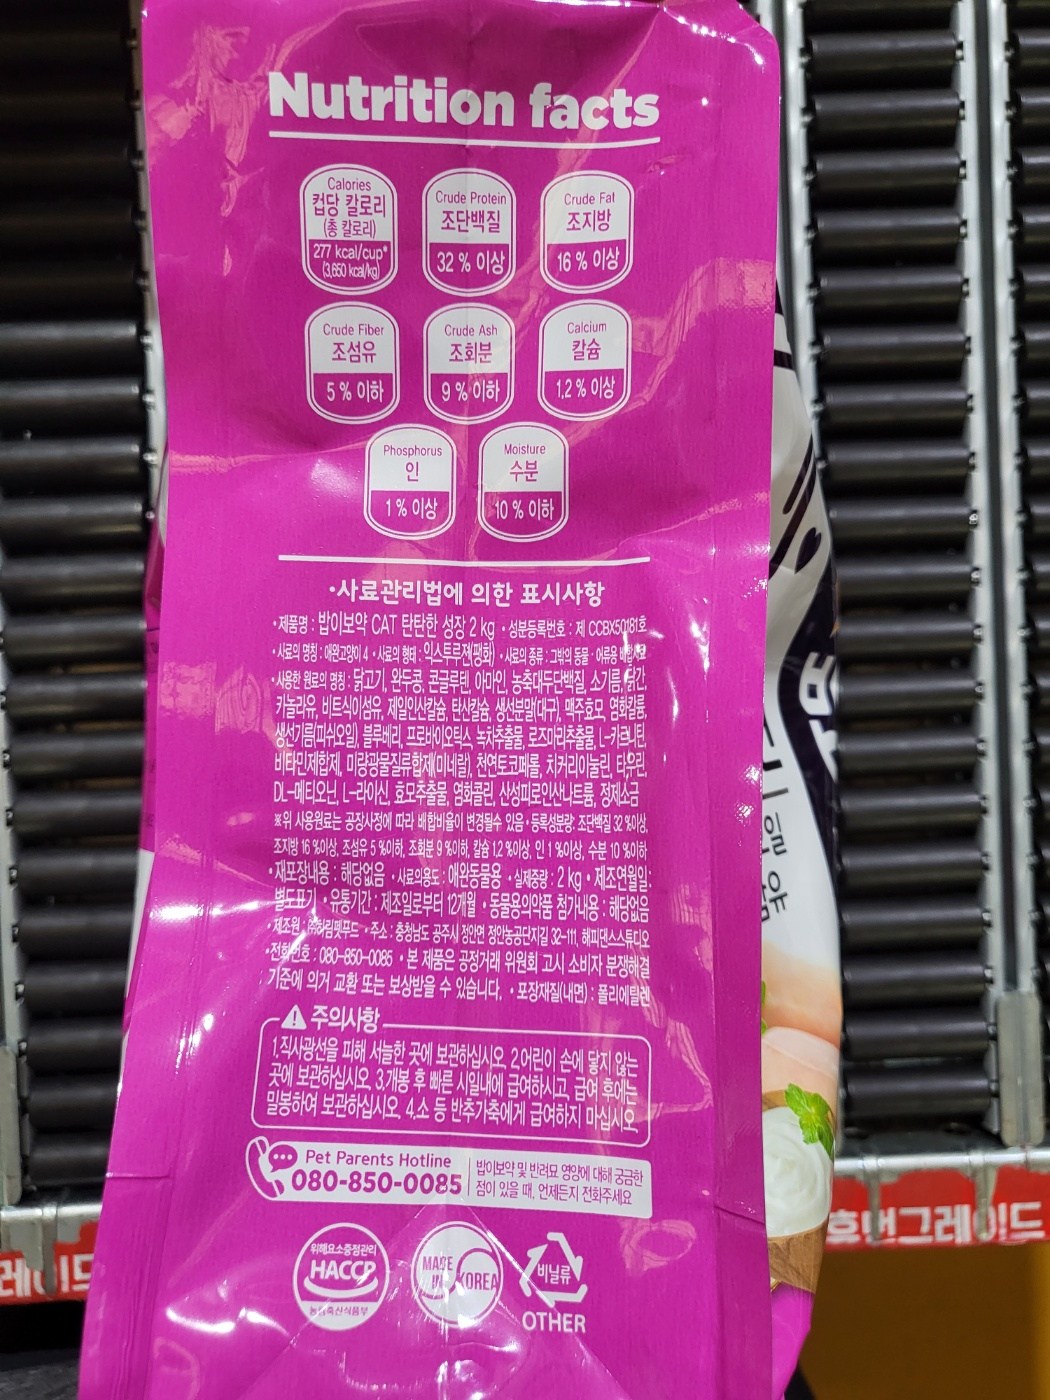 Nutrition facts
Calories
컵당 칼로리
(총 칼로리)
277 kcal/cup*
(3,650 kcal/kg)
Crude Protein
조단백질
32 % 이상
Crude Fat
조지방
16 % 이상
Crude Fiber
조섬유
5 % 이하
Crude Ash
조회분
9 % 이하
Calcium
칼슘
1.2 % 이상
Phosphorus
인
1 % 이상
Moisture
수분
10 % 이하
•사료관리법에 의한 표시사항
•제품명 : 밥이보약 CAT 탄탄한 성장 2 kg •성분등록번호 : 제 CCBX50181호
•사료의 명칭 : 애완고양이 4 •사료의 형태 : 익스트루젼(팽화) •사료의 종류 : 그밖의 동물·어류용 배합사료
•사용한 원료의 명칭 : 닭고기, 완두콩, 콘글루텐, 아마인, 농축대두단백질, 소기름, 닭간,
카놀라유, 비트식이섬유, 제일인산칼슘, 탄산칼슘, 생선분말(대구), 맥주효모, 염화칼륨,
생선기름(피쉬오일), 블루베리, 프로바이오틱스, 녹차추출물, 로즈마리추출물, L-카르니틴,
비타민제합제, 미량광물질류합제(미네랄), 천연토코페롤, 치커리이눌린, 타우린,
DL-메티오닌, L-라이신, 효모추출물, 염화콜린, 산성피로인산나트륨, 정제소금
※위 사용원료는 공장사정에 따라 배합비율이 변경될수 있음 •등록성분량: 조단백질 32 %이상,
조지방 16 %이상, 조섬유 5 %이하, 조회분 9 %이하, 칼슘 1.2 %이상, 인 1 %이상, 수분 10 %이하
•재포장내용 : 해당없음 •사료의용도 : 애완동물용 •실제중량 : 2 kg •제조연월일:
별도표기 •유통기간 : 제조일로부터 12개월 •동물용의약품 첨가내용 : 해당없음
•제조원 : ㈜하림펫푸드 •주소 : 충청남도 공주시 정안면 정안농공단지길 32-111, 해피댄스스튜디오
•전화번호 : 080-850-0085 •본 제품은 공정거래 위원회 고시 소비자 분쟁해결
기준에 의거 교환 또는 보상받을 수 있습니다. •포장재질(내면) : 폴리에틸렌
주의사항
1.직사광선을 피해 서늘한 곳에 보관하십시오. 2.어린이 손에 닿지 않는
곳에 보관하십시오. 3.개봉 후 빠른 시일내에 급여하시고, 급여 후에는
밀봉하여 보관하십시오. 4.소 등 반추가축에게 급여하지 마십시오.
Pet Parents Hotline
080-850-0085
밥이보약 및 반려묘 영양에 대해 궁금한
점이 있을 때, 언제든지 전화주세요
위해요소중점관리
HACCP
농림축산식품부
MADE IN KOREA
비닐류
OTHER
휴먼그레이드